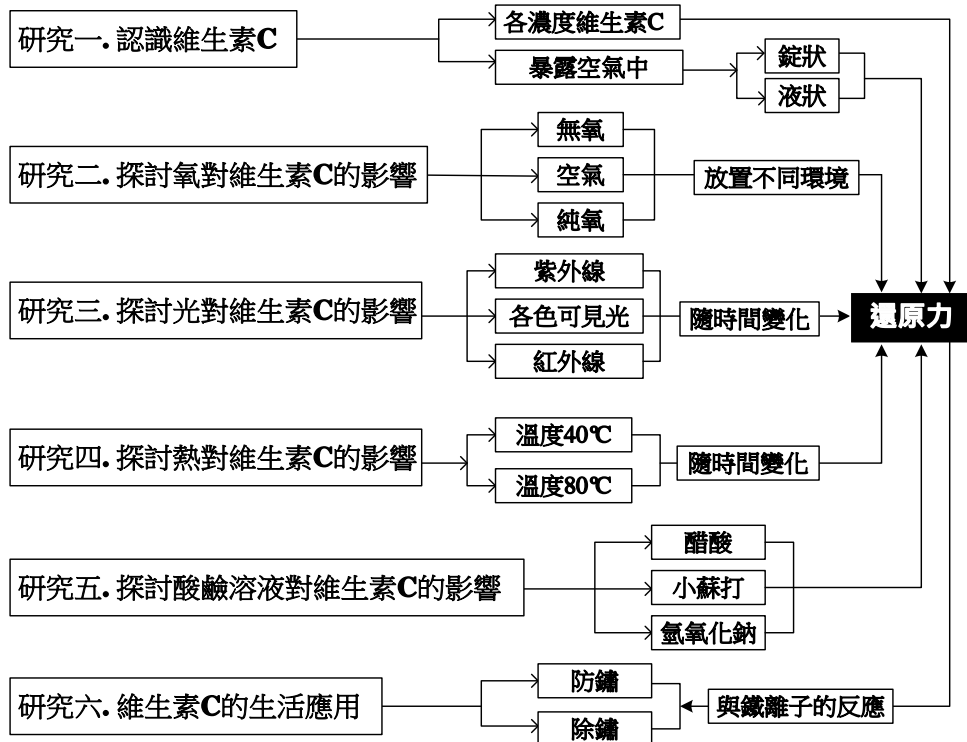 研究一. 認識維生素C
各濃度維生素C
暴露空氣中
錠狀
液狀
研究二. 探討氧對維生素C的影響
無氧
空氣
純氧
放置不同環境
研究三. 探討光對維生素C的影響
紫外線
各色可見光
紅外線
隨時間變化
還原力
研究四. 探討熱對維生素C的影響
溫度40℃
溫度80℃
隨時間變化
研究五. 探討酸鹼溶液對維生素C的影響
醋酸
小蘇打
氫氧化鈉
研究六. 維生素C的生活應用
防鏽
除鏽
與鐵離子的反應